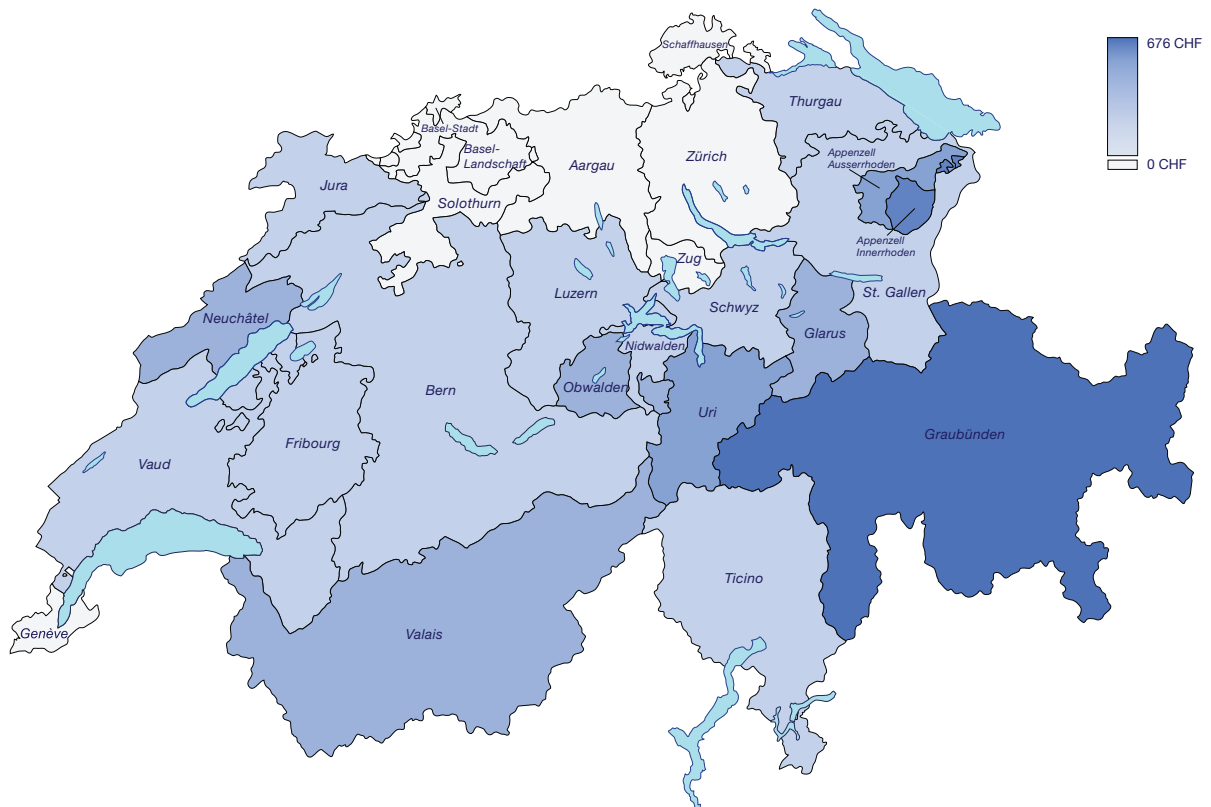 Schaffhausen
676 CHF
0 CHF
Thurgau
Basel-Stadt
Basel-
Landschaft
Aargau
Zürich
Appenzell
Ausserrhoden
Jura
Solothurn
Appenzell
Innerrhoden
Zug
Luzern
Schwyz
St. Gallen
Neuchâtel
Glarus
Nidwalden
Obwalden
Bern
Uri
Graubünden
Fribourg
Vaud
Ticino
Genève
Valais